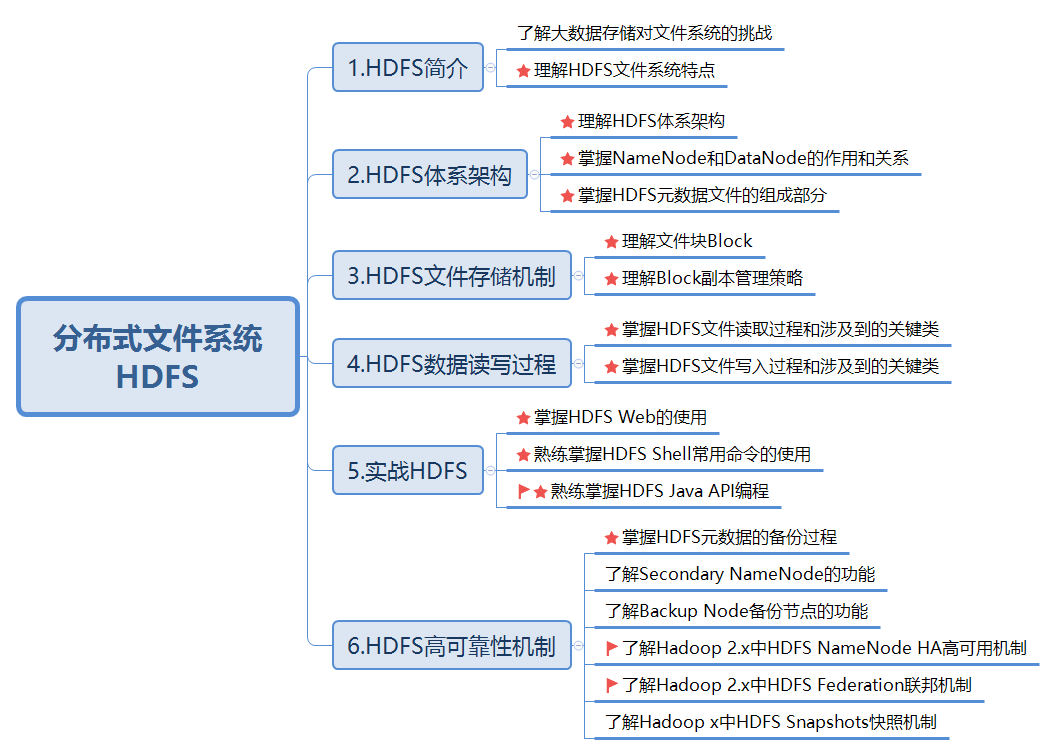 分布式文件系统
HDFS
1.HDFS简介
了解大数据存储对文件系统的挑战
理解HDFS文件系统特点
2.HDFS体系架构
理解HDFS体系架构
掌握NameNode和DataNode的作用和关系
掌握HDFS元数据文件的组成部分
3.HDFS文件存储机制
理解文件块Block
理解Block副本管理策略
4.HDFS数据读写过程
掌握HDFS文件读取过程和涉及到的关键类
掌握HDFS文件写入过程和涉及到的关键类
5.实战HDFS
掌握HDFS Web的使用
熟练掌握HDFS Shell常用命令的使用
熟练掌握HDFS Java API编程
6.HDFS高可靠性机制
掌握HDFS元数据的备份过程
了解Secondary NameNode的功能
了解Backup Node备份节点的功能
了解Hadoop 2.x中HDFS NameNode HA高可用机制
了解Hadoop 2.x中HDFS Federation联邦机制
了解Hadoop x中HDFS Snapshots快照机制